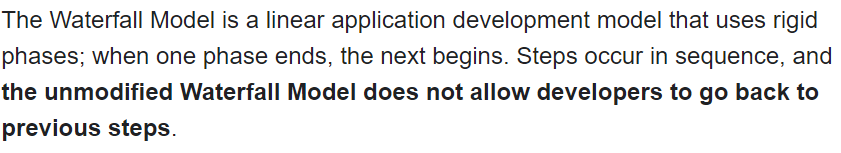 The Waterfall Model is a linear application development model that uses rigid
phases; when one phase ends, the next begins. Steps occur in sequence, and
the unmodified Waterfall Model does not allow developers to go back to
previous steps.